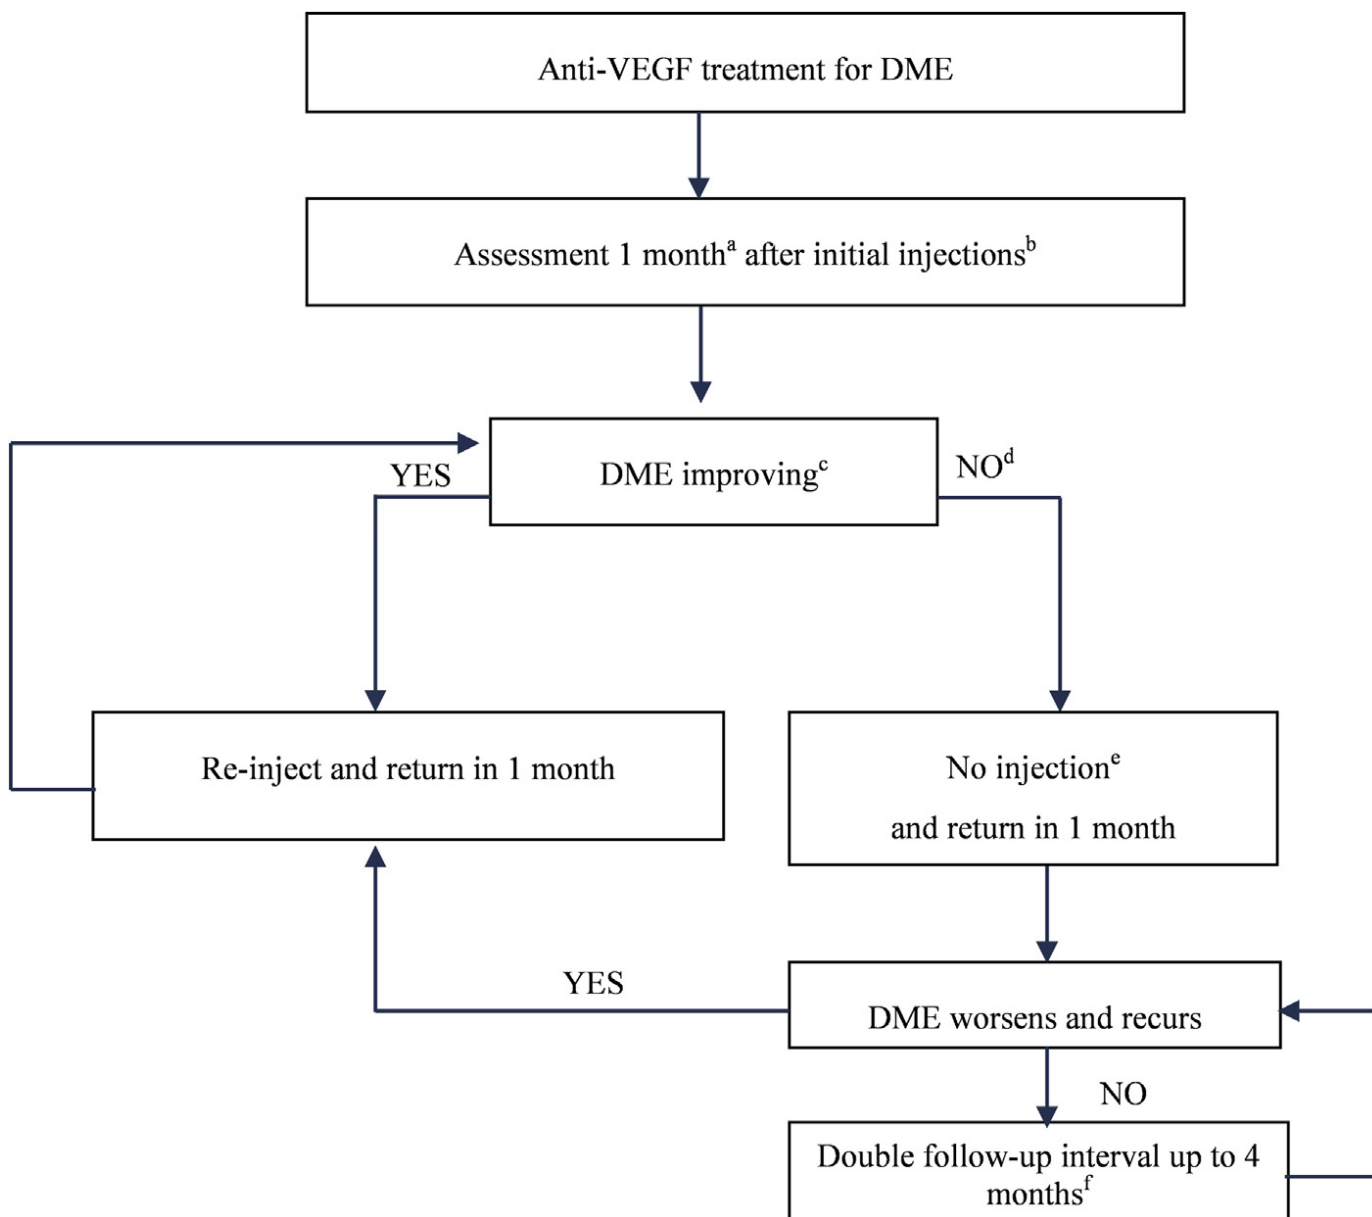 Anti-VEGF treatment for DME
Assessment 1 monthᵃ after initial injectionsᵇ
DME improvingᶜ
YES
NOᵈ
Re-inject and return in 1 month
No injectionᵉ
and return in 1 month
YES
DME worsens and recurs
NO
Double follow-up interval up to 4
monthsᶠ